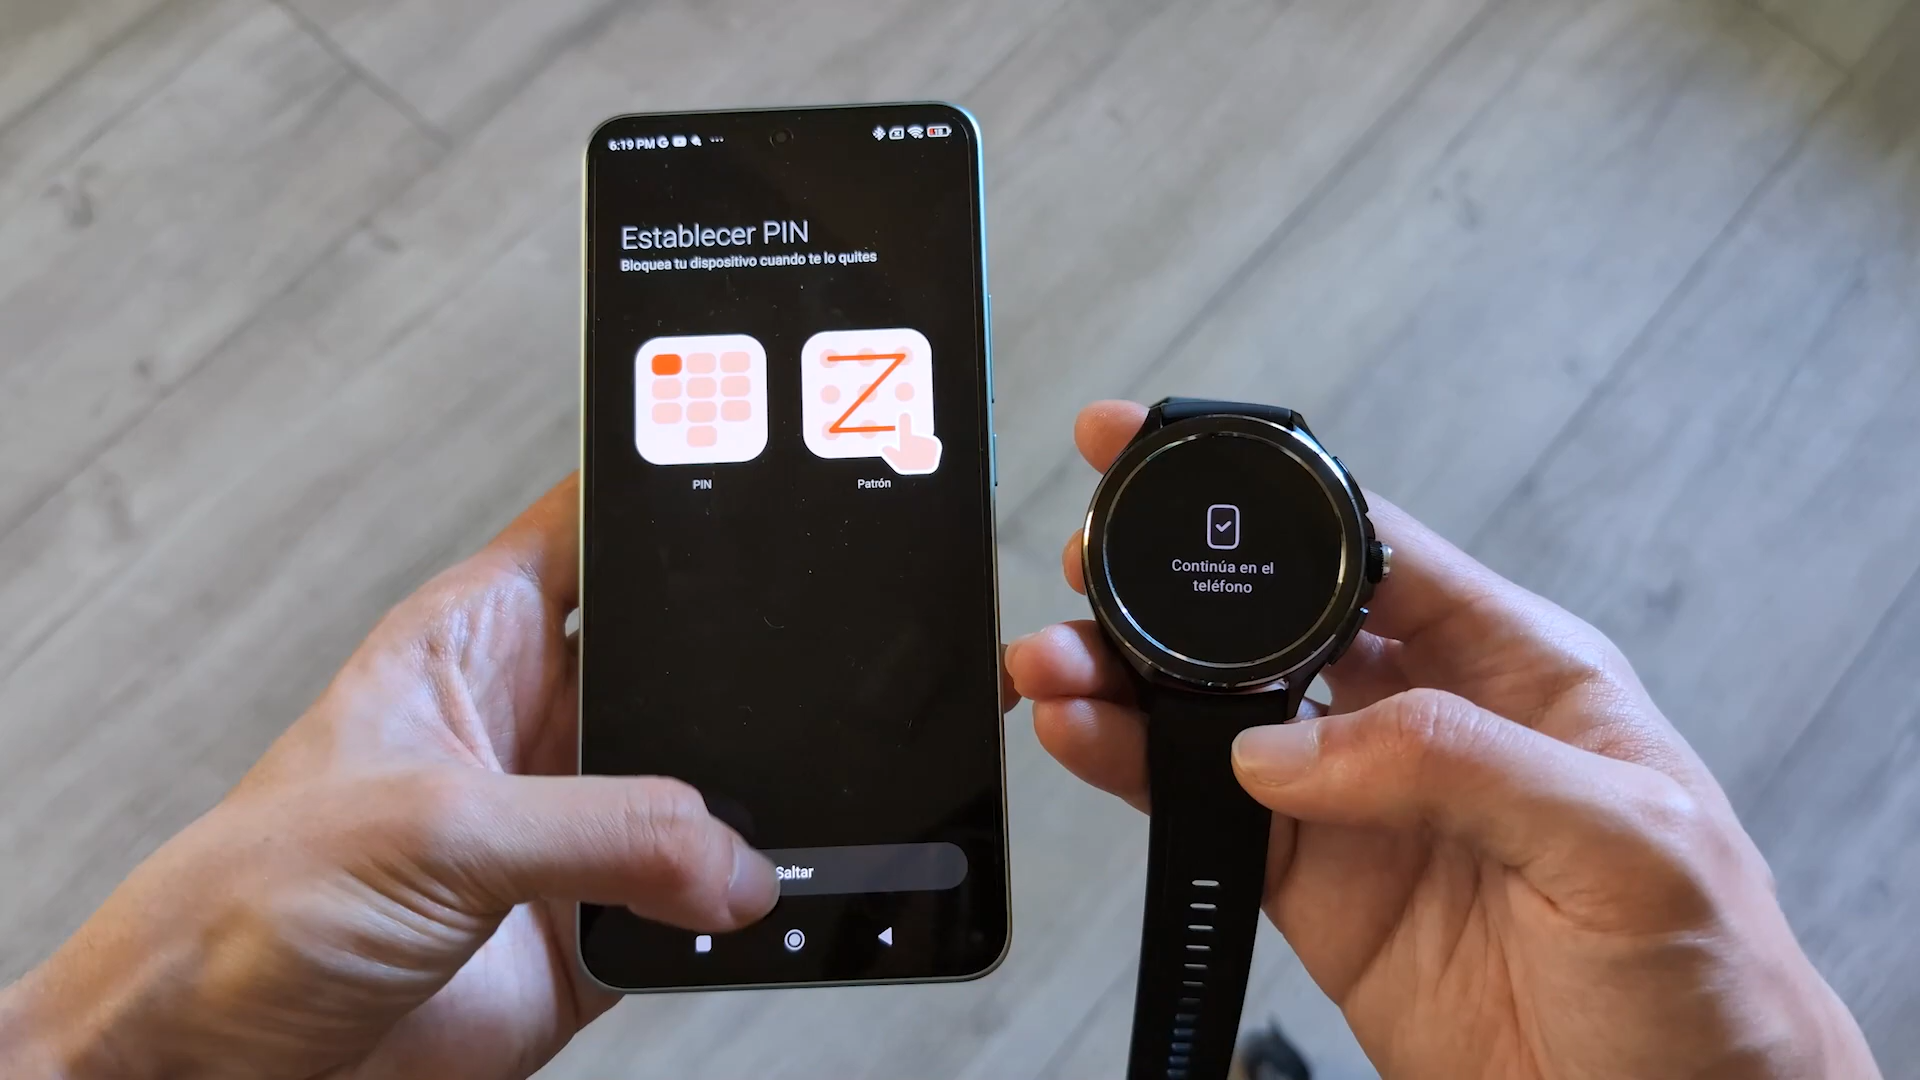 6:19 PM
Establecer PIN
Bloquea tu dispositivo cuando te lo quites
PIN
Patrón
Saltar
Continúa en el
teléfono